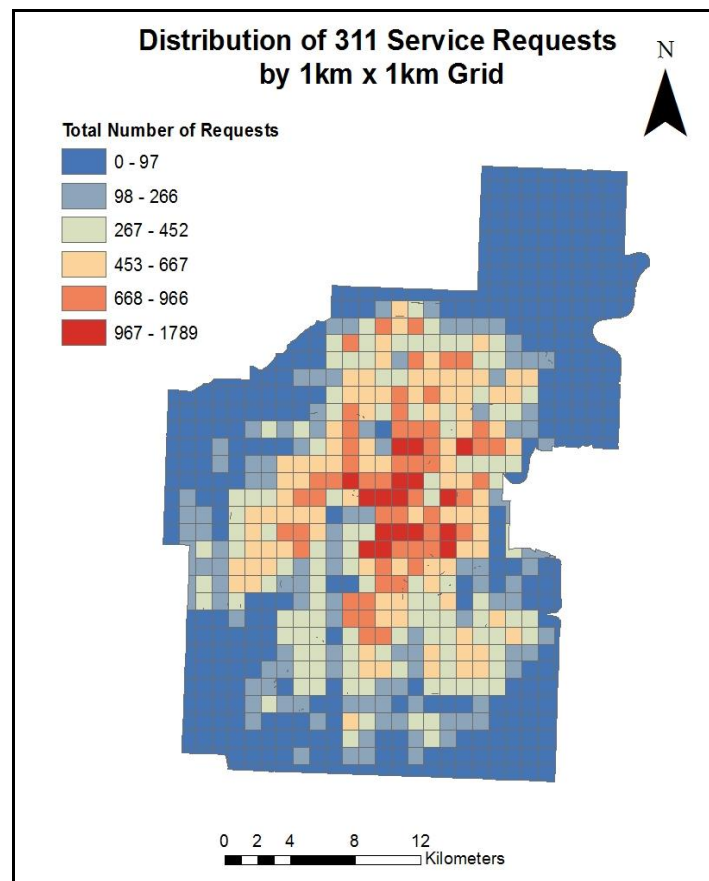 Distribution of 311 Service Requests
by 1km x 1km Grid
N
Total Number of Requests
0 - 97
98 - 266
267 - 452
453 - 667
668 - 966
967 - 1789
0 2 4 8 12
Kilometers